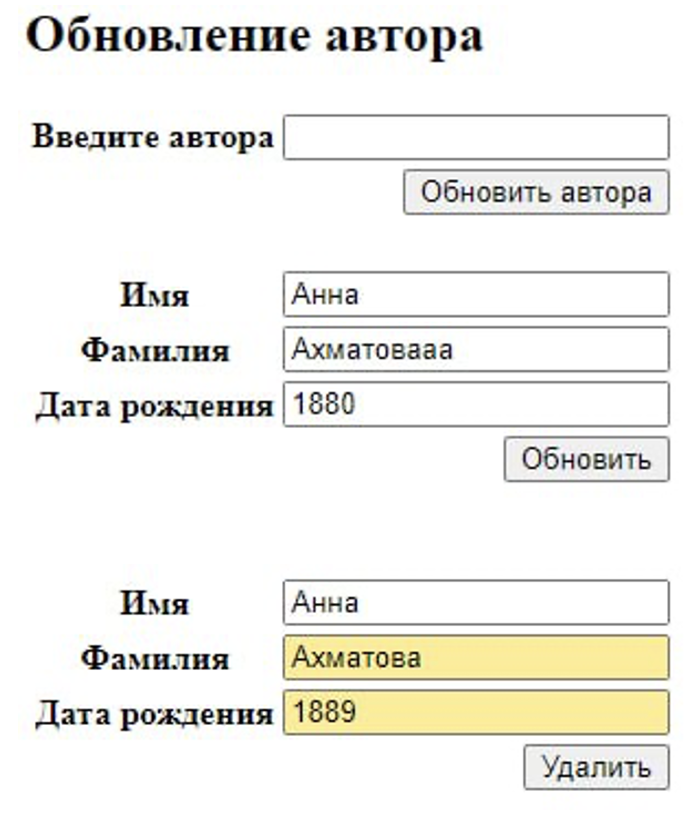 Обновление автора
Введите автора
Обновить автора
Имя Анна
Фамилия Ахматовааа
Дата рождения 1880
Обновить
Имя Анна
Фамилия Ахматова
Дата рождения 1889
Удалить